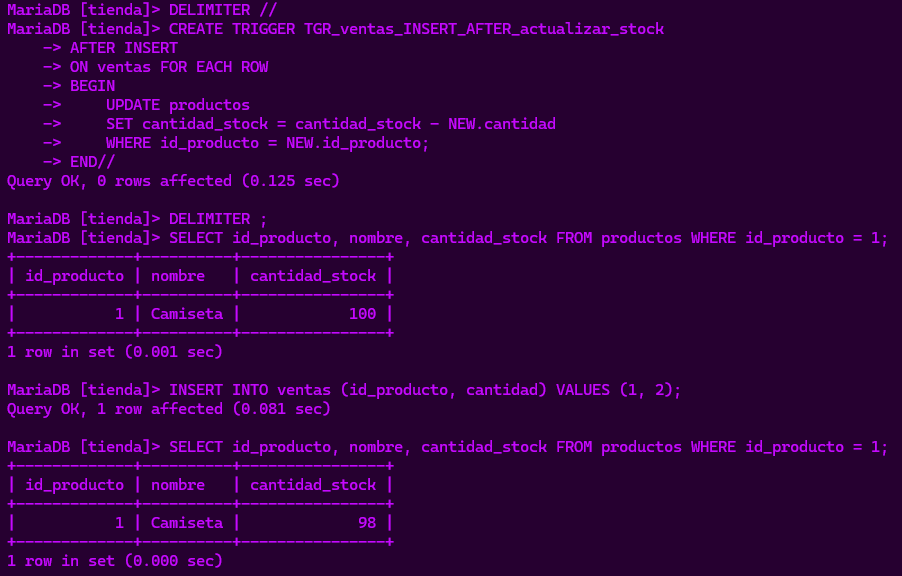 MariaDB [tienda]> DELIMITER //
MariaDB [tienda]> CREATE TRIGGER TGR_ventas_INSERT_AFTER_actualizar_stock
    -> AFTER INSERT
    -> ON ventas FOR EACH ROW
    -> BEGIN
    ->     UPDATE productos
    ->     SET cantidad_stock = cantidad_stock - NEW.cantidad
    ->     WHERE id_producto = NEW.id_producto;
    -> END//
Query OK, 0 rows affected (0.125 sec)

MariaDB [tienda]> DELIMITER ;
MariaDB [tienda]> SELECT id_producto, nombre, cantidad_stock FROM productos WHERE id_producto = 1;
+-------------+----------+----------------+
| id_producto | nombre   | cantidad_stock |
+-------------+----------+----------------+
|           1 | Camiseta |            100 |
+-------------+----------+----------------+
1 row in set (0.001 sec)

MariaDB [tienda]> INSERT INTO ventas (id_producto, cantidad) VALUES (1, 2);
Query OK, 1 row affected (0.081 sec)

MariaDB [tienda]> SELECT id_producto, nombre, cantidad_stock FROM productos WHERE id_producto = 1;
+-------------+----------+----------------+
| id_producto | nombre   | cantidad_stock |
+-------------+----------+----------------+
|           1 | Camiseta |             98 |
+-------------+----------+----------------+
1 row in set (0.000 sec)